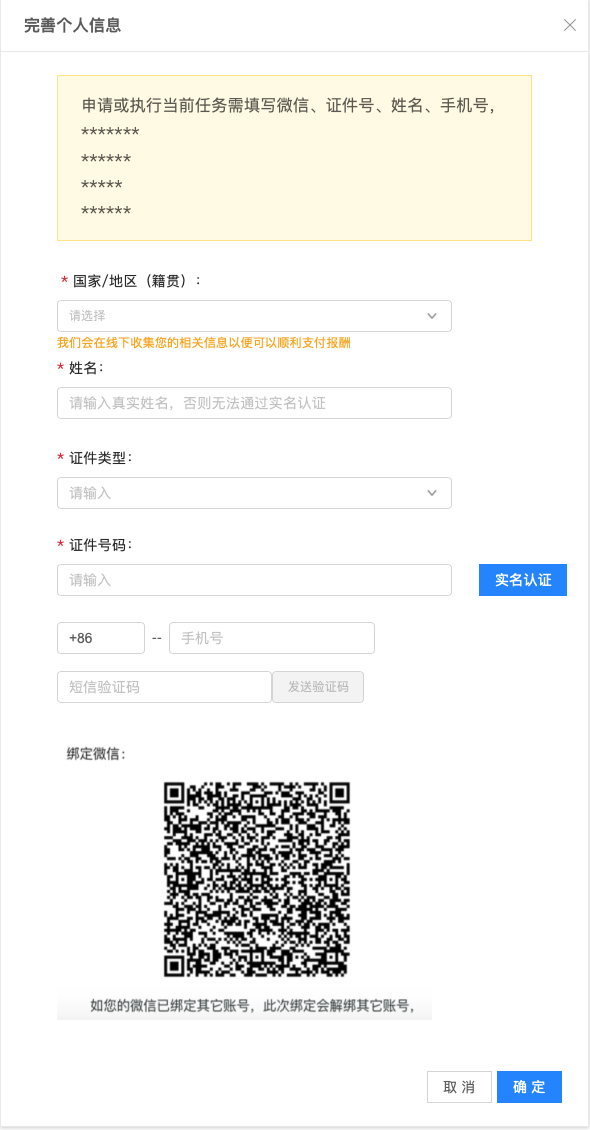 完善个人信息
申请或执行当前任务需填写微信、证件号、姓名、手机号，
*******
******
*****
******
* 国家/地区（籍贯）：
请选择
我们会在线下收集您的相关信息以便可以顺利支付报酬
* 姓名：
请输入真实姓名，否则无法通过实名认证
* 证件类型：
请输入
* 证件号码：
请输入 实名认证
+86 -- 手机号
短信验证码 发送验证码
绑定微信：
如您的微信已绑定其它账号，此次绑定会解绑其它账号，
取 消 确 定